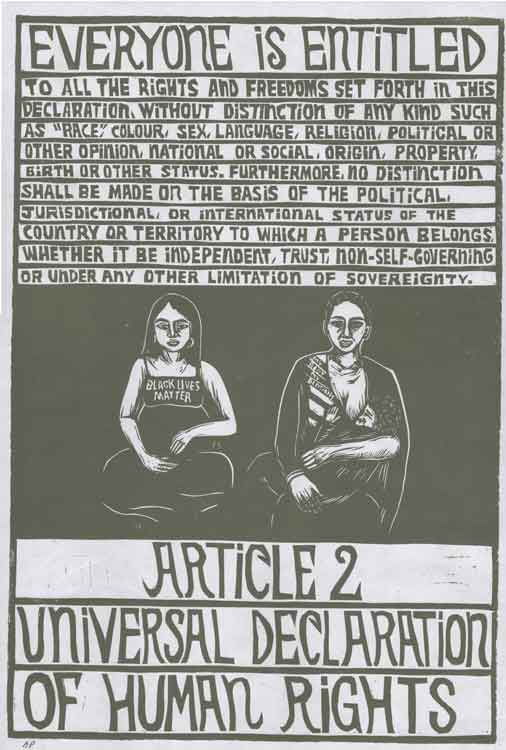 EVERYONE iS ENTiTLED
TO ALL THE RiGHTS AND FREEDOMS SET FORTH iN THiS
DECLARATION, WITHOUT DISTINCTION OF ANY KIND SUCH
AS "RACE," COLOUR, SEX, LANGUAGE, RELIGION, POLITICAL OR
OTHER OPINION, NATIONAL OR SOCIAL, ORIGIN, PROPERTY,
BIRTH OR OTHER STATUS. FURTHERMORE, NO DISTINCTION
SHALL BE MADE ON THE BASIS OF THE POLITICAL,
JURISDICTIONAL, OR INTERNATIONAL STATUS OF THE
COUNTRY OR TERRITORY TO WHICH A PERSON BELONGS,
WHETHER IT BE INDEPENDENT, TRUST, NON-SELF-GOVERNING
OR UNDER ANY OTHER LIMITATION OF SOVEREIGNTY.
BLACK LIVES
MATTER
ARTiCLE 2
UNiVERSAL DECLARATiON
OF HUMAN RiGHTS